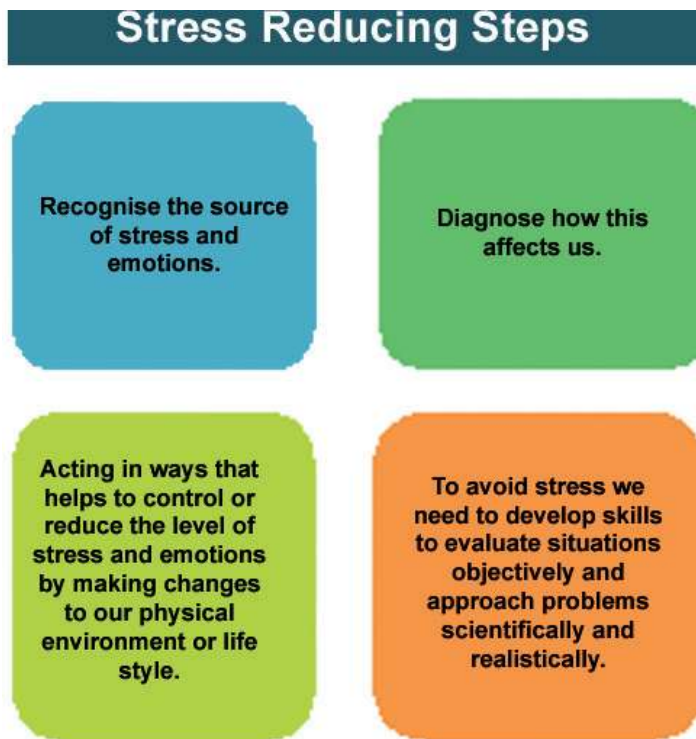 Stress Reducing Steps
Recognise the source
of stress and
emotions.
Diagnose how this
affects us.
Acting in ways that
helps to control or
reduce the level of
stress and emotions
by making changes
to our physical
environment or life
style.
To avoid stress we
need to develop skills
to evaluate situations
objectively and
approach problems
scientifically and
realistically.